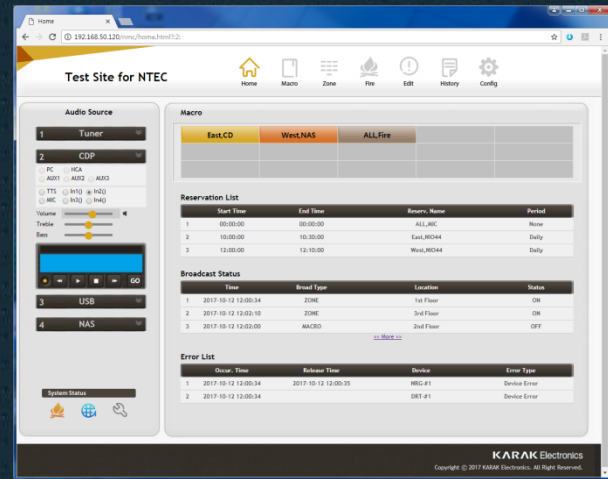 Home
192.168.50.120/nmc/home.html?2:
Test Site for NTEC
Home Macro Zone Fire Edit History Config
Audio Source
1 Tuner
2 CDP
PC HCA
AUX1 AUX2 AUX3
TTS In1() In2()
MIC In3() In4()
Volume
Treble
Bass
GO
3 USB
4 NAS
System Status
Macro
East,CD West,NAS ALL,Fire
Reservation List
Start Time End Time Reserv. Name Period
1 00:00:00 00:00:00 ALL,MIC None
2 10:00:00 10:30:00 East,MIO44 Daily
3 12:00:00 12:10:00 West,MIO44 Daily
Broadcast Status
Time Broad Type Location Status
1 2017-10-12 12:00:34 ZONE 1st Floor ON
2 2017-10-12 12:02:10 ZONE 3rd Floor ON
3 2017-10-12 12:02:00 MACRO 2nd Floor OFF
<< More >>
Error List
Occur. Time Release Time Device Error Type
1 2017-10-12 12:00:34 2017-10-12 12:00:35 MRG-#1 Device Error
2 2017-10-12 12:00:34 DRT-#1 Device Error
KARAK Electronics
Copyright © 2017 KARAK Electronics. All Right Reserved.